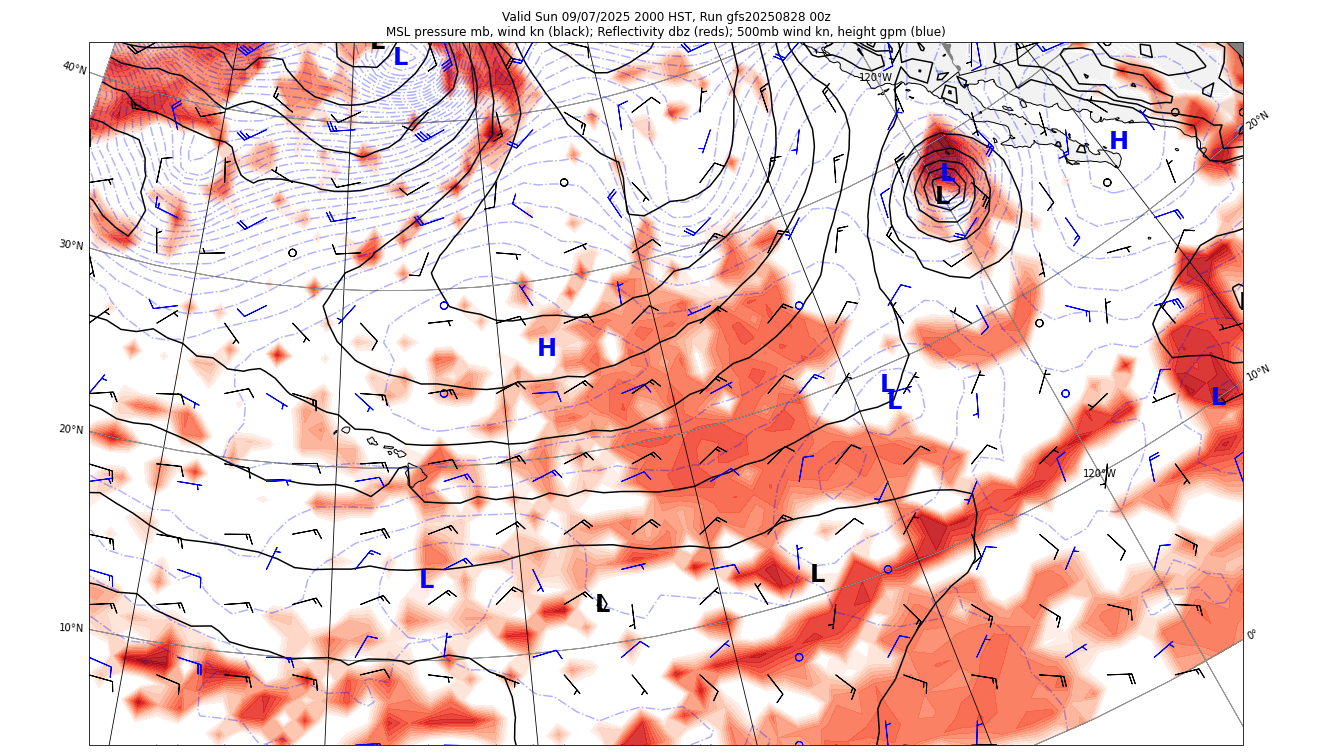 Valid Sun 09/07/2025 2000 HST, Run gfs20250828 00z
MSL pressure mb, wind kn (black); Reflectivity dbz (reds); 500mb wind kn, height gpm (blue)
L
L
40°N
120°W
20°N
H
L
L
30°N
H
10°N
L
L
L
20°N
120°W
L
L
L
10°N
0°